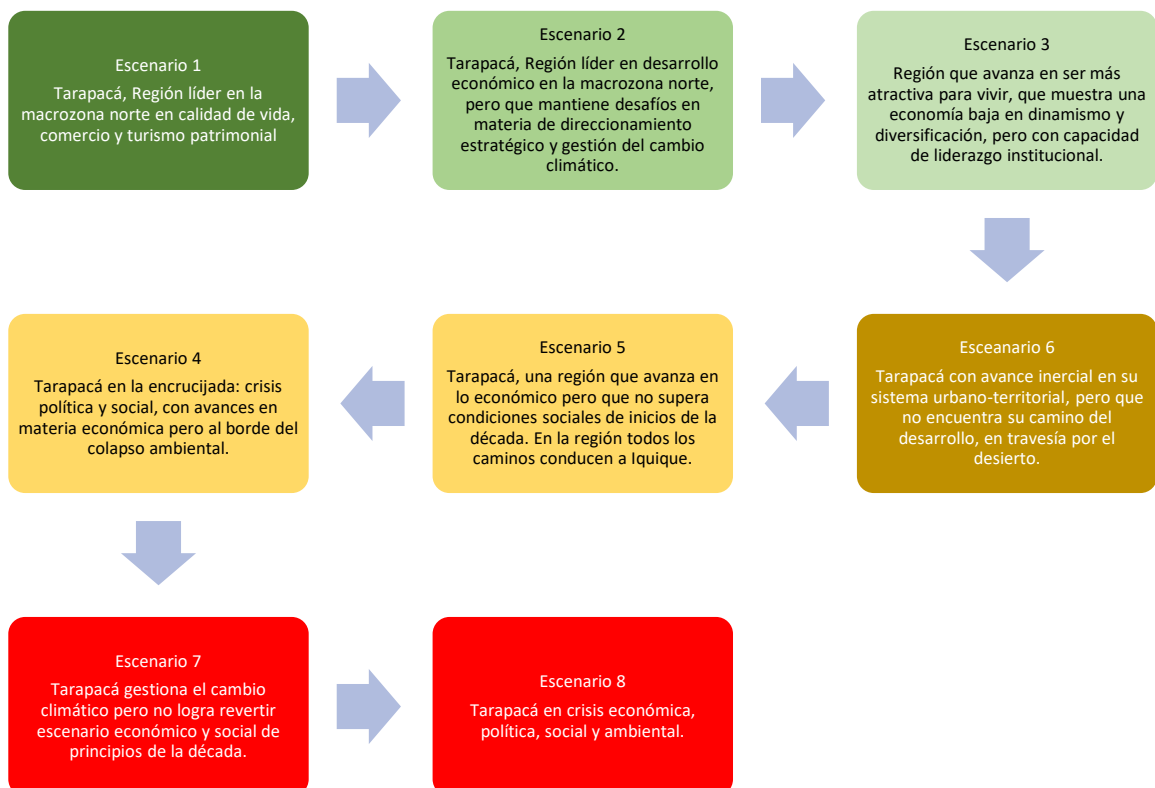 Escenario 1
Tarapacá, Región líder en la
macrozona norte en calidad de vida,
comercio y turismo patrimonial
Escenario 2
Tarapacá, Región líder en desarrollo
económico en la macrozona norte,
pero que mantiene desafíos en
materia de direccionamiento
estratégico y gestión del cambio
climático.
Escenario 3
Región que avanza en ser más
atractiva para vivir, que muestra una
economía baja en dinamismo y
diversificación, pero con capacidad
de liderazgo institucional.
Esceanario 6
Tarapacá con avance inercial en su
sistema urbano-territorial, pero que
no encuentra su camino del
desarrollo, en travesía por el
desierto.
Escenario 5
Tarapacá, una región que avanza en
lo económico pero que no supera
condiciones sociales de inicios de la
década. En la región todos los
caminos conducen a Iquique.
Escenario 4
Tarapacá en la encrucijada: crisis
política y social, con avances en
materia económica pero al borde del
colapso ambiental.
Escenario 7
Tarapacá gestiona el cambio
climático pero no logra revertir
escenario económico y social de
principios de la década.
Escenario 8
Tarapacá en crisis económica,
política, social y ambiental.